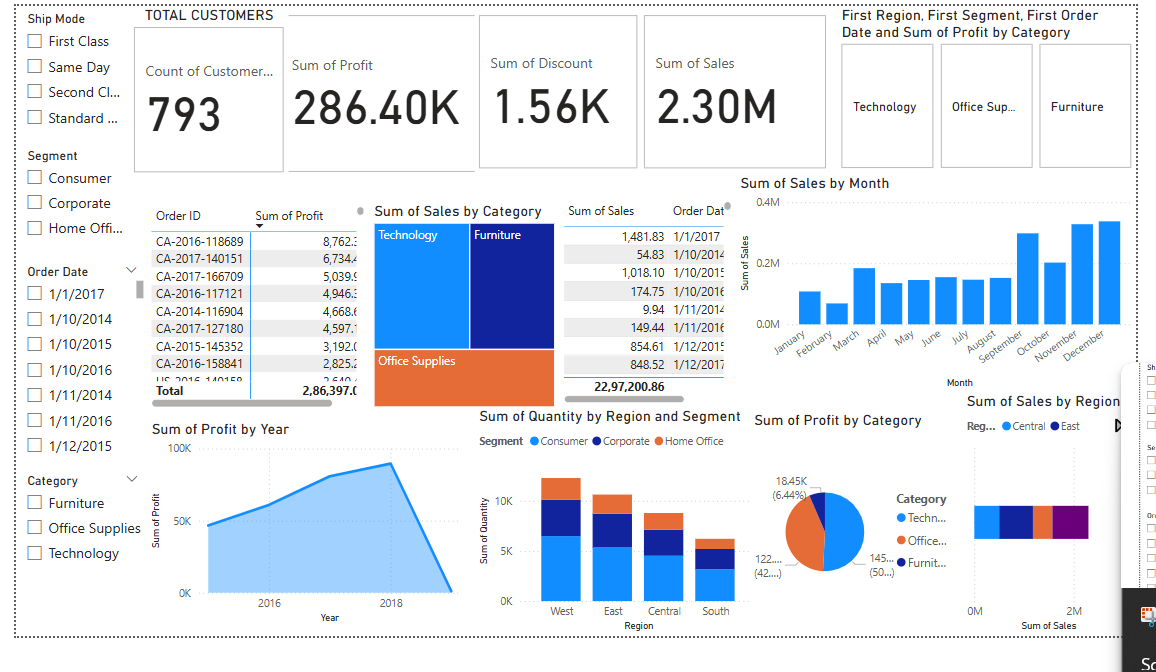 Ship Mode
First Class
Same Day
Second Cl...
Standard ...
Segment
Consumer
Corporate
Home Offi...
Order Date
1/1/2017
1/10/2014
1/10/2015
1/10/2016
1/11/2014
1/11/2016
1/12/2015
Category
Furniture
Office Supplies
Technology
TOTAL CUSTOMERS
Count of Customer...
793
Sum of Profit
286.40K
Sum of Discount
1.56K
Sum of Sales
2.30M
First Region, First Segment, First Order
Date and Sum of Profit by Category
Technology
Office Sup...
Furniture
Order ID Sum of Profit
CA-2016-118689 8,762.3
CA-2017-140151 6,734.4
CA-2017-166709 5,039.9
CA-2016-117121 4,946.3
CA-2014-116904 4,668.6
CA-2017-127180 4,597.1
CA-2015-145352 3,192.0
CA-2016-158841 2,825.2
Total 2,86,397.0
Sum of Sales by Category
Technology
Furniture
Office Supplies
Sum of Sales Order Dat
1,481.83 1/1/2017
54.83 1/10/2014
1,018.10 1/10/2015
174.75 1/10/2016
9.94 1/11/2014
149.44 1/11/2016
854.61 1/12/2015
848.52 1/12/2017
22,97,200.86
Sum of Sales by Month
Sum of Sales
0.4M
0.2M
0.0M
January
February
March
April
May
June
July
August
September
October
November
December
Month
Sum of Profit by Year
Sum of Profit
100K
50K
0K
2016 2018
Year
Sum of Quantity by Region and Segment
Segment Consumer Corporate Home Office
Sum of Quantity
10K
5K
0K
West East Central South
Region
Sum of Profit by Category
18.45K
(6.44%)
122....
(42....)
145...
(50...)
Category
Techn...
Office...
Furnit...
Sum of Sales by Region
Reg... Central East
0M 2M
Sum of Sales